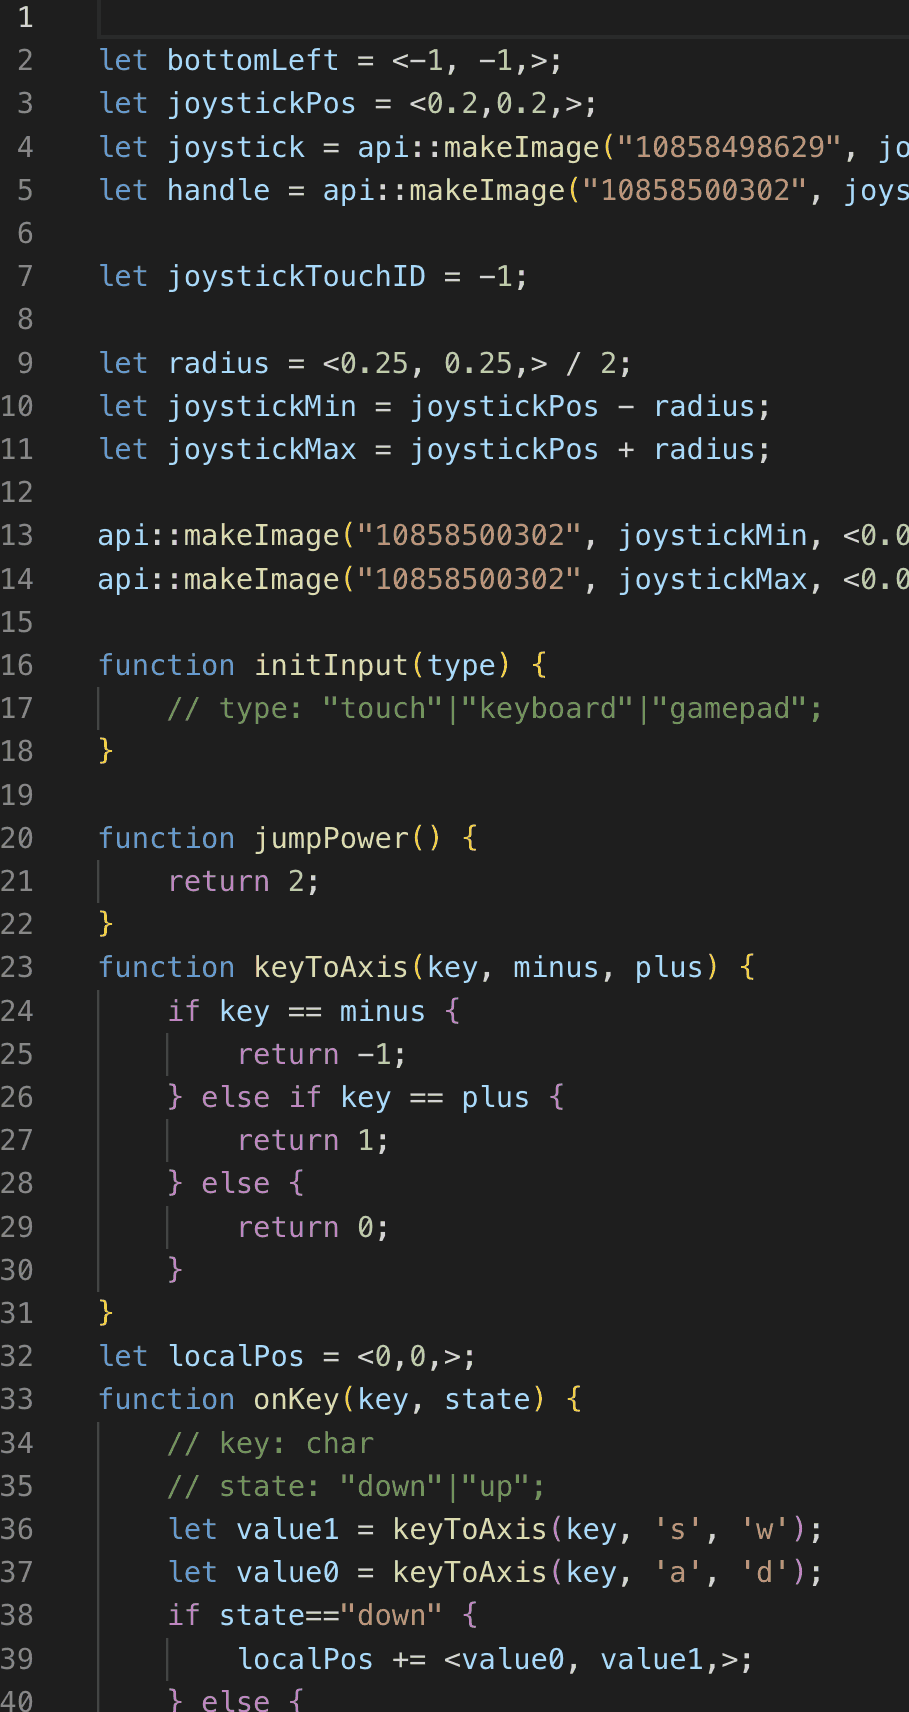 1
2 let bottomLeft = <-1, -1,>;
3 let joystickPos = <0.2,0.2,>;
4 let joystick = api::makeImage("10858498629", jo
5 let handle = api::makeImage("10858500302", joys
6
7 let joystickTouchID = -1;
8
9 let radius = <0.25, 0.25,> / 2;
10 let joystickMin = joystickPos - radius;
11 let joystickMax = joystickPos + radius;
12
13 api::makeImage("10858500302", joystickMin, <0.0
14 api::makeImage("10858500302", joystickMax, <0.0
15
16 function initInput(type) {
17     // type: "touch"|"keyboard"|"gamepad";
18 }
19
20 function jumpPower() {
21     return 2;
22 }
23 function keyToAxis(key, minus, plus) {
24     if key == minus {
25         return -1;
26     } else if key == plus {
27         return 1;
28     } else {
29         return 0;
30     }
31 }
32 let localPos = <0,0,>;
33 function onKey(key, state) {
34     // key: char
35     // state: "down"|"up";
36     let value1 = keyToAxis(key, 's', 'w');
37     let value0 = keyToAxis(key, 'a', 'd');
38     if state=="down" {
39         localPos += <value0, value1,>;
40     } else {